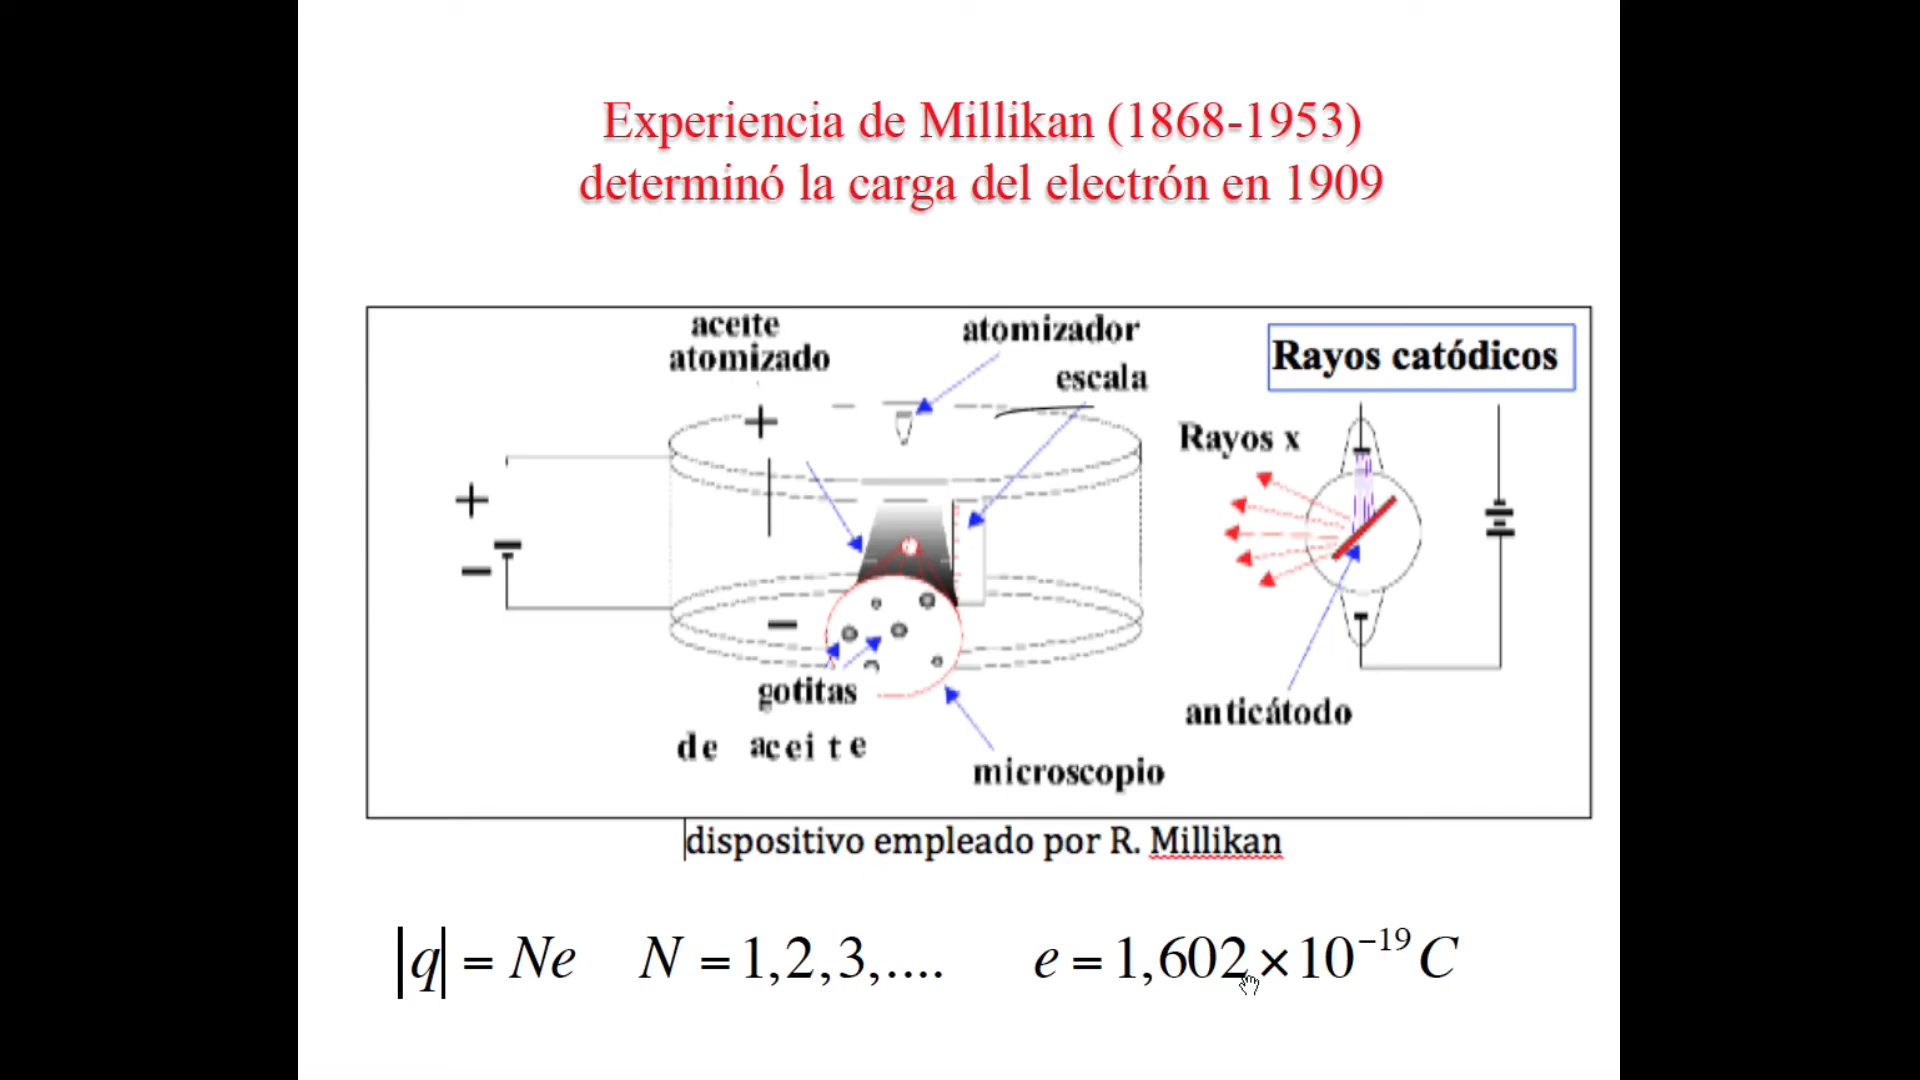 Experiencia de Millikan (1868-1953)
determinó la carga del electrón en 1909
aceite
atomizado
atomizador
escala
Rayos catódicos
Rayos x
+
+
−
−
gotitas
de aceite
microscopio
anticátodo
dispositivo empleado por R. Millikan
|q| = Ne N = 1,2,3,.... e = 1,602×10⁻¹⁹ C